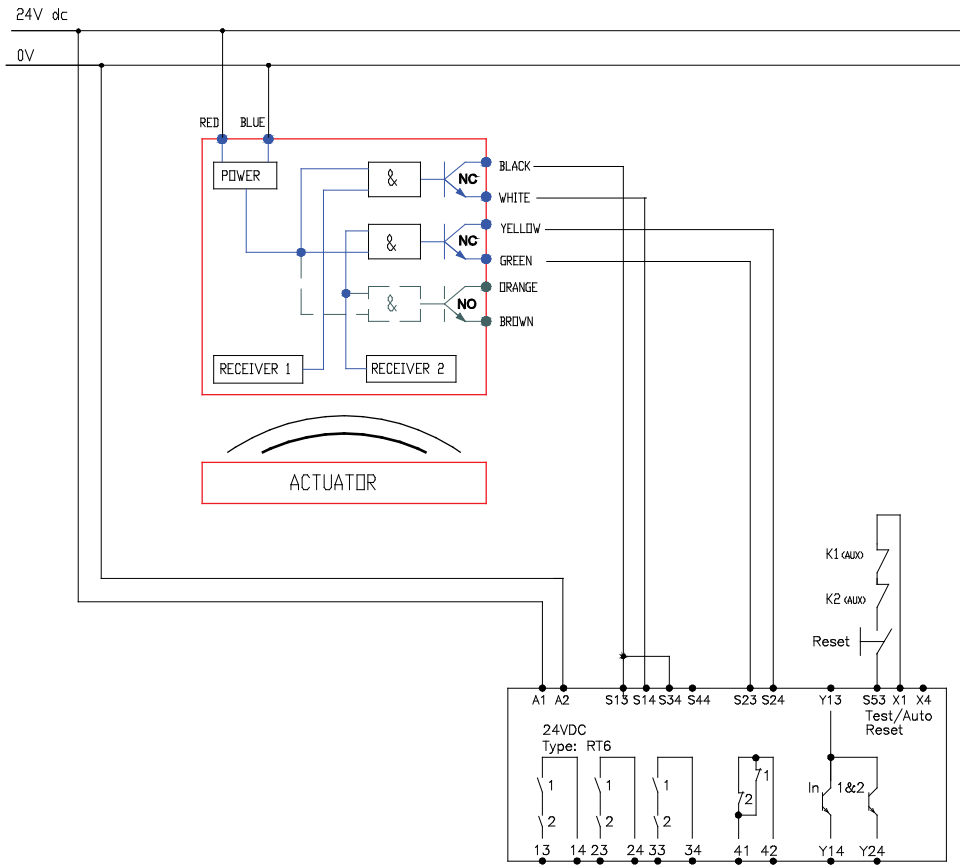 24V dc
0V
RED BLUE
POWER
&
NC
BLACK
WHITE
&
NC
YELLOW
GREEN
&
NO
ORANGE
BROWN
RECEIVER 1
RECEIVER 2
ACTUATOR
K1 (AUX)
K2 (AUX)
Reset
A1 A2 S13 S14 S34 S44 S23 S24 Y13 S53 X1 X4
Test/Auto
Reset
24VDC
Type: RT6
1 1 1 1
2 2 2 2
In 1&2
13 14 23 24 33 34 41 42 Y14 Y24